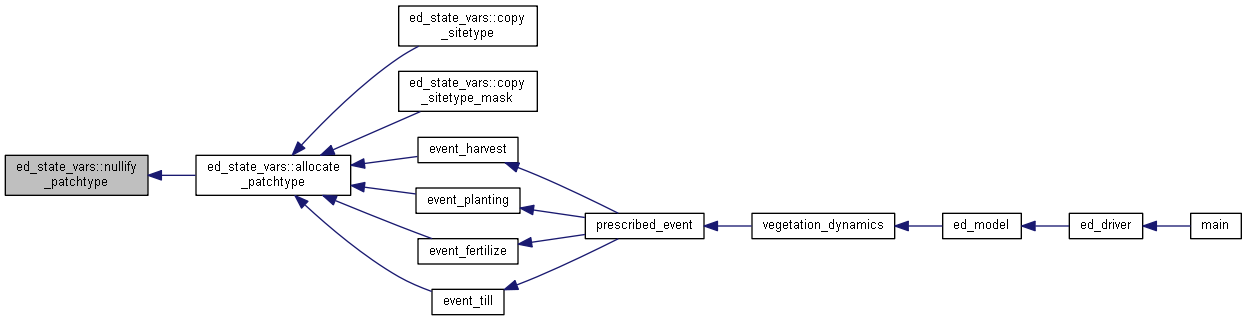 ed_state_vars::nullify
_patchtype
ed_state_vars::allocate
_patchtype
ed_state_vars::copy
_sitetype
ed_state_vars::copy
_sitetype_mask
event_harvest
event_planting
event_fertilize
event_till
prescribed_event
vegetation_dynamics
ed_model
ed_driver
main